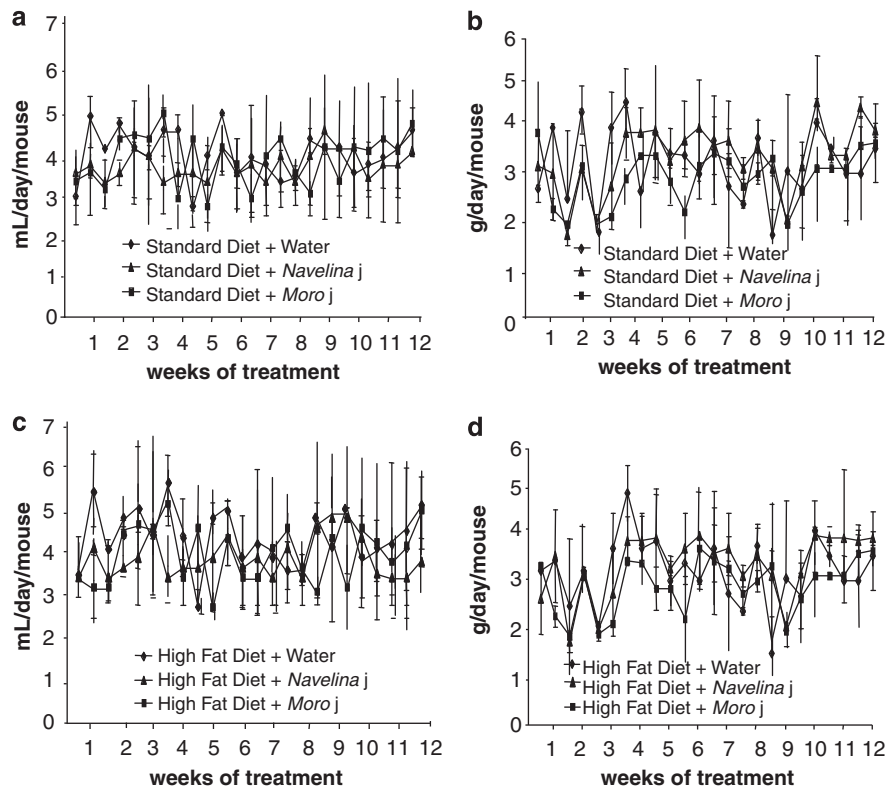 a
mL/day/mouse
7
6
5
4
3
2
1
0
Standard Diet + Water
Standard Diet + Navelina j
Standard Diet + Moro j
1 2 3 4 5 6 7 8 9 10 11 12
weeks of treatment
b
g/day/mouse
6
5
4
3
2
1
0
Standard Diet + Water
Standard Diet + Navelina j
Standard Diet + Moro j
1 2 3 4 5 6 7 8 9 10 11 12
weeks of treatment
c
mL/day/mouse
7
6
5
4
3
2
1
0
High Fat Diet + Water
High Fat Diet + Navelina j
High Fat Diet + Moro j
1 2 3 4 5 6 7 8 9 10 11 12
weeks of treatment
d
g/day/mouse
6
5
4
3
2
1
0
High Fat Diet + Water
High Fat Diet + Navelina j
High Fat Diet + Moro j
1 2 3 4 5 6 7 8 9 10 11 12
weeks of treatment